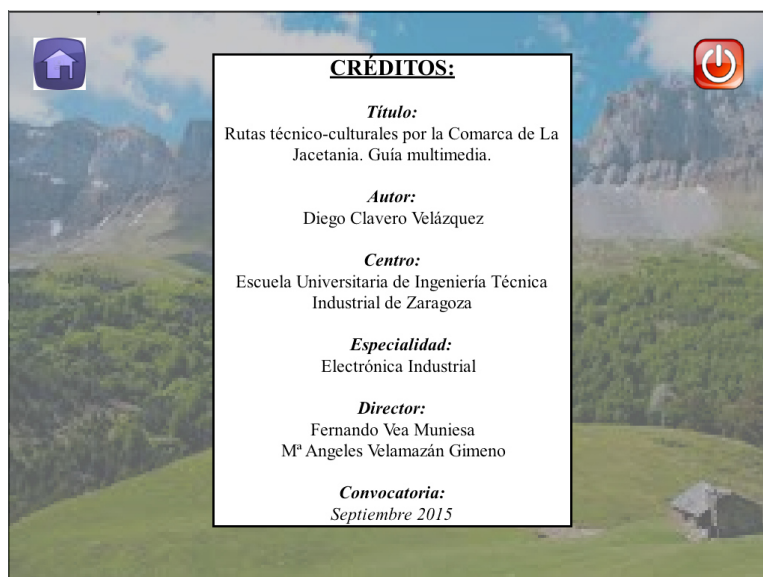 CRÉDITOS:
Título:
Rutas técnico-culturales por la Comarca de La
Jacetania. Guía multimedia.
Autor:
Diego Clavero Velázquez
Centro:
Escuela Universitaria de Ingeniería Técnica
Industrial de Zaragoza
Especialidad:
Electrónica Industrial
Director:
Fernando Vea Muniesa
Mª Angeles Velamazán Gimeno
Convocatoria:
Septiembre 2015